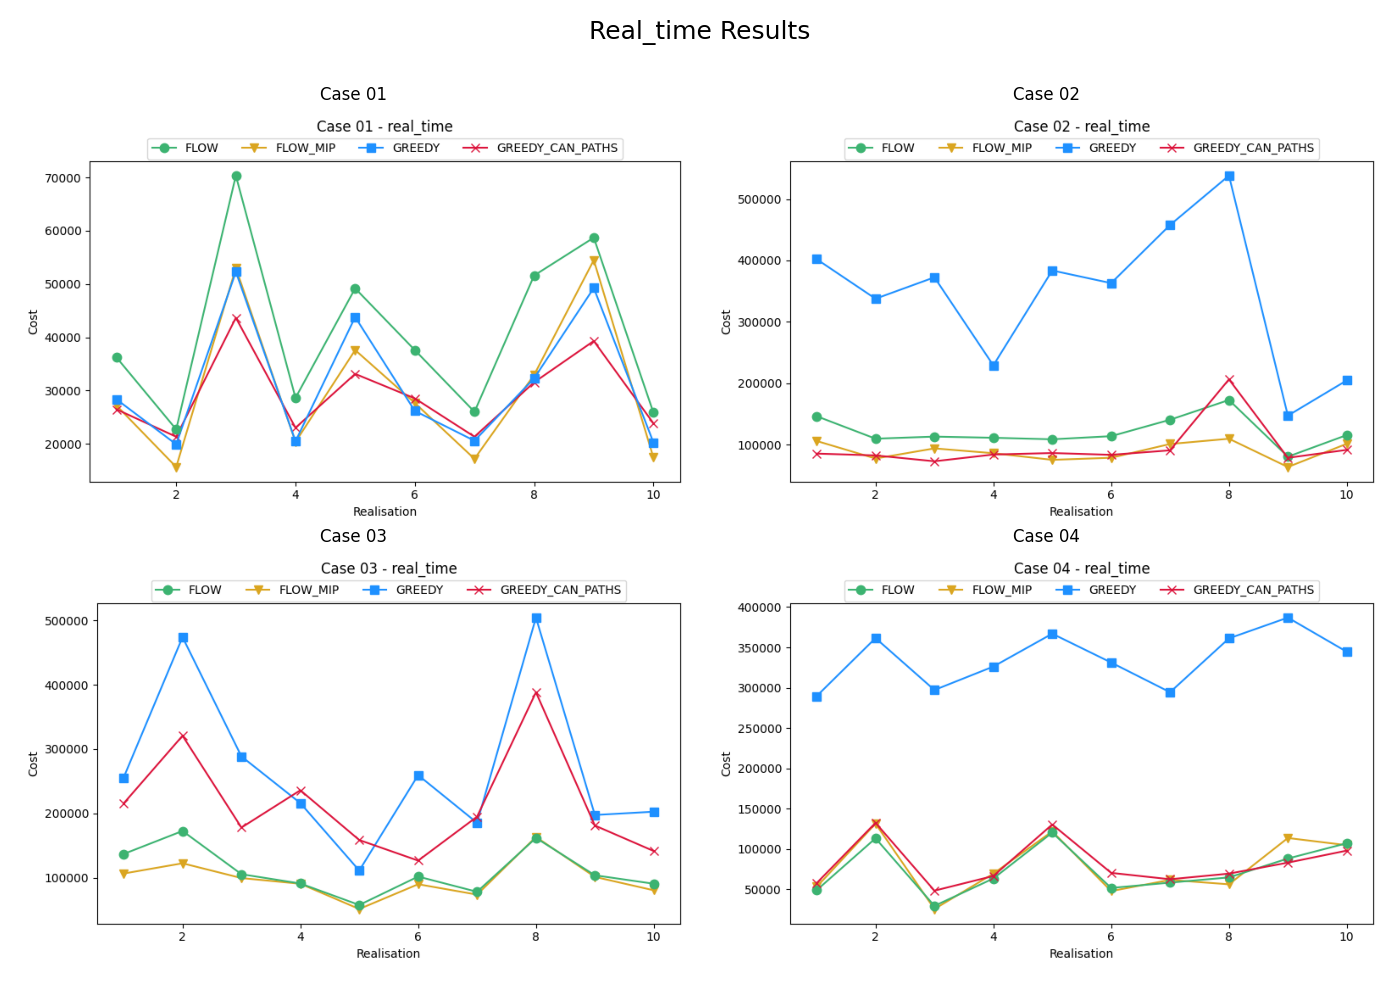 Real_time Results
Case 01
Case 01 - real_time
FLOW FLOW_MIP GREEDY GREEDY_CAN_PATHS
70000
60000
50000
40000
30000
20000
Cost
2 4 6 8 10
Realisation
Case 02
Case 02 - real_time
FLOW FLOW_MIP GREEDY GREEDY_CAN_PATHS
500000
400000
300000
200000
100000
Cost
2 4 6 8 10
Realisation
Case 03
Case 03 - real_time
FLOW FLOW_MIP GREEDY GREEDY_CAN_PATHS
500000
400000
300000
200000
100000
Cost
2 4 6 8 10
Realisation
Case 04
Case 04 - real_time
FLOW FLOW_MIP GREEDY GREEDY_CAN_PATHS
400000
350000
300000
250000
200000
150000
100000
50000
Cost
2 4 6 8 10
Realisation